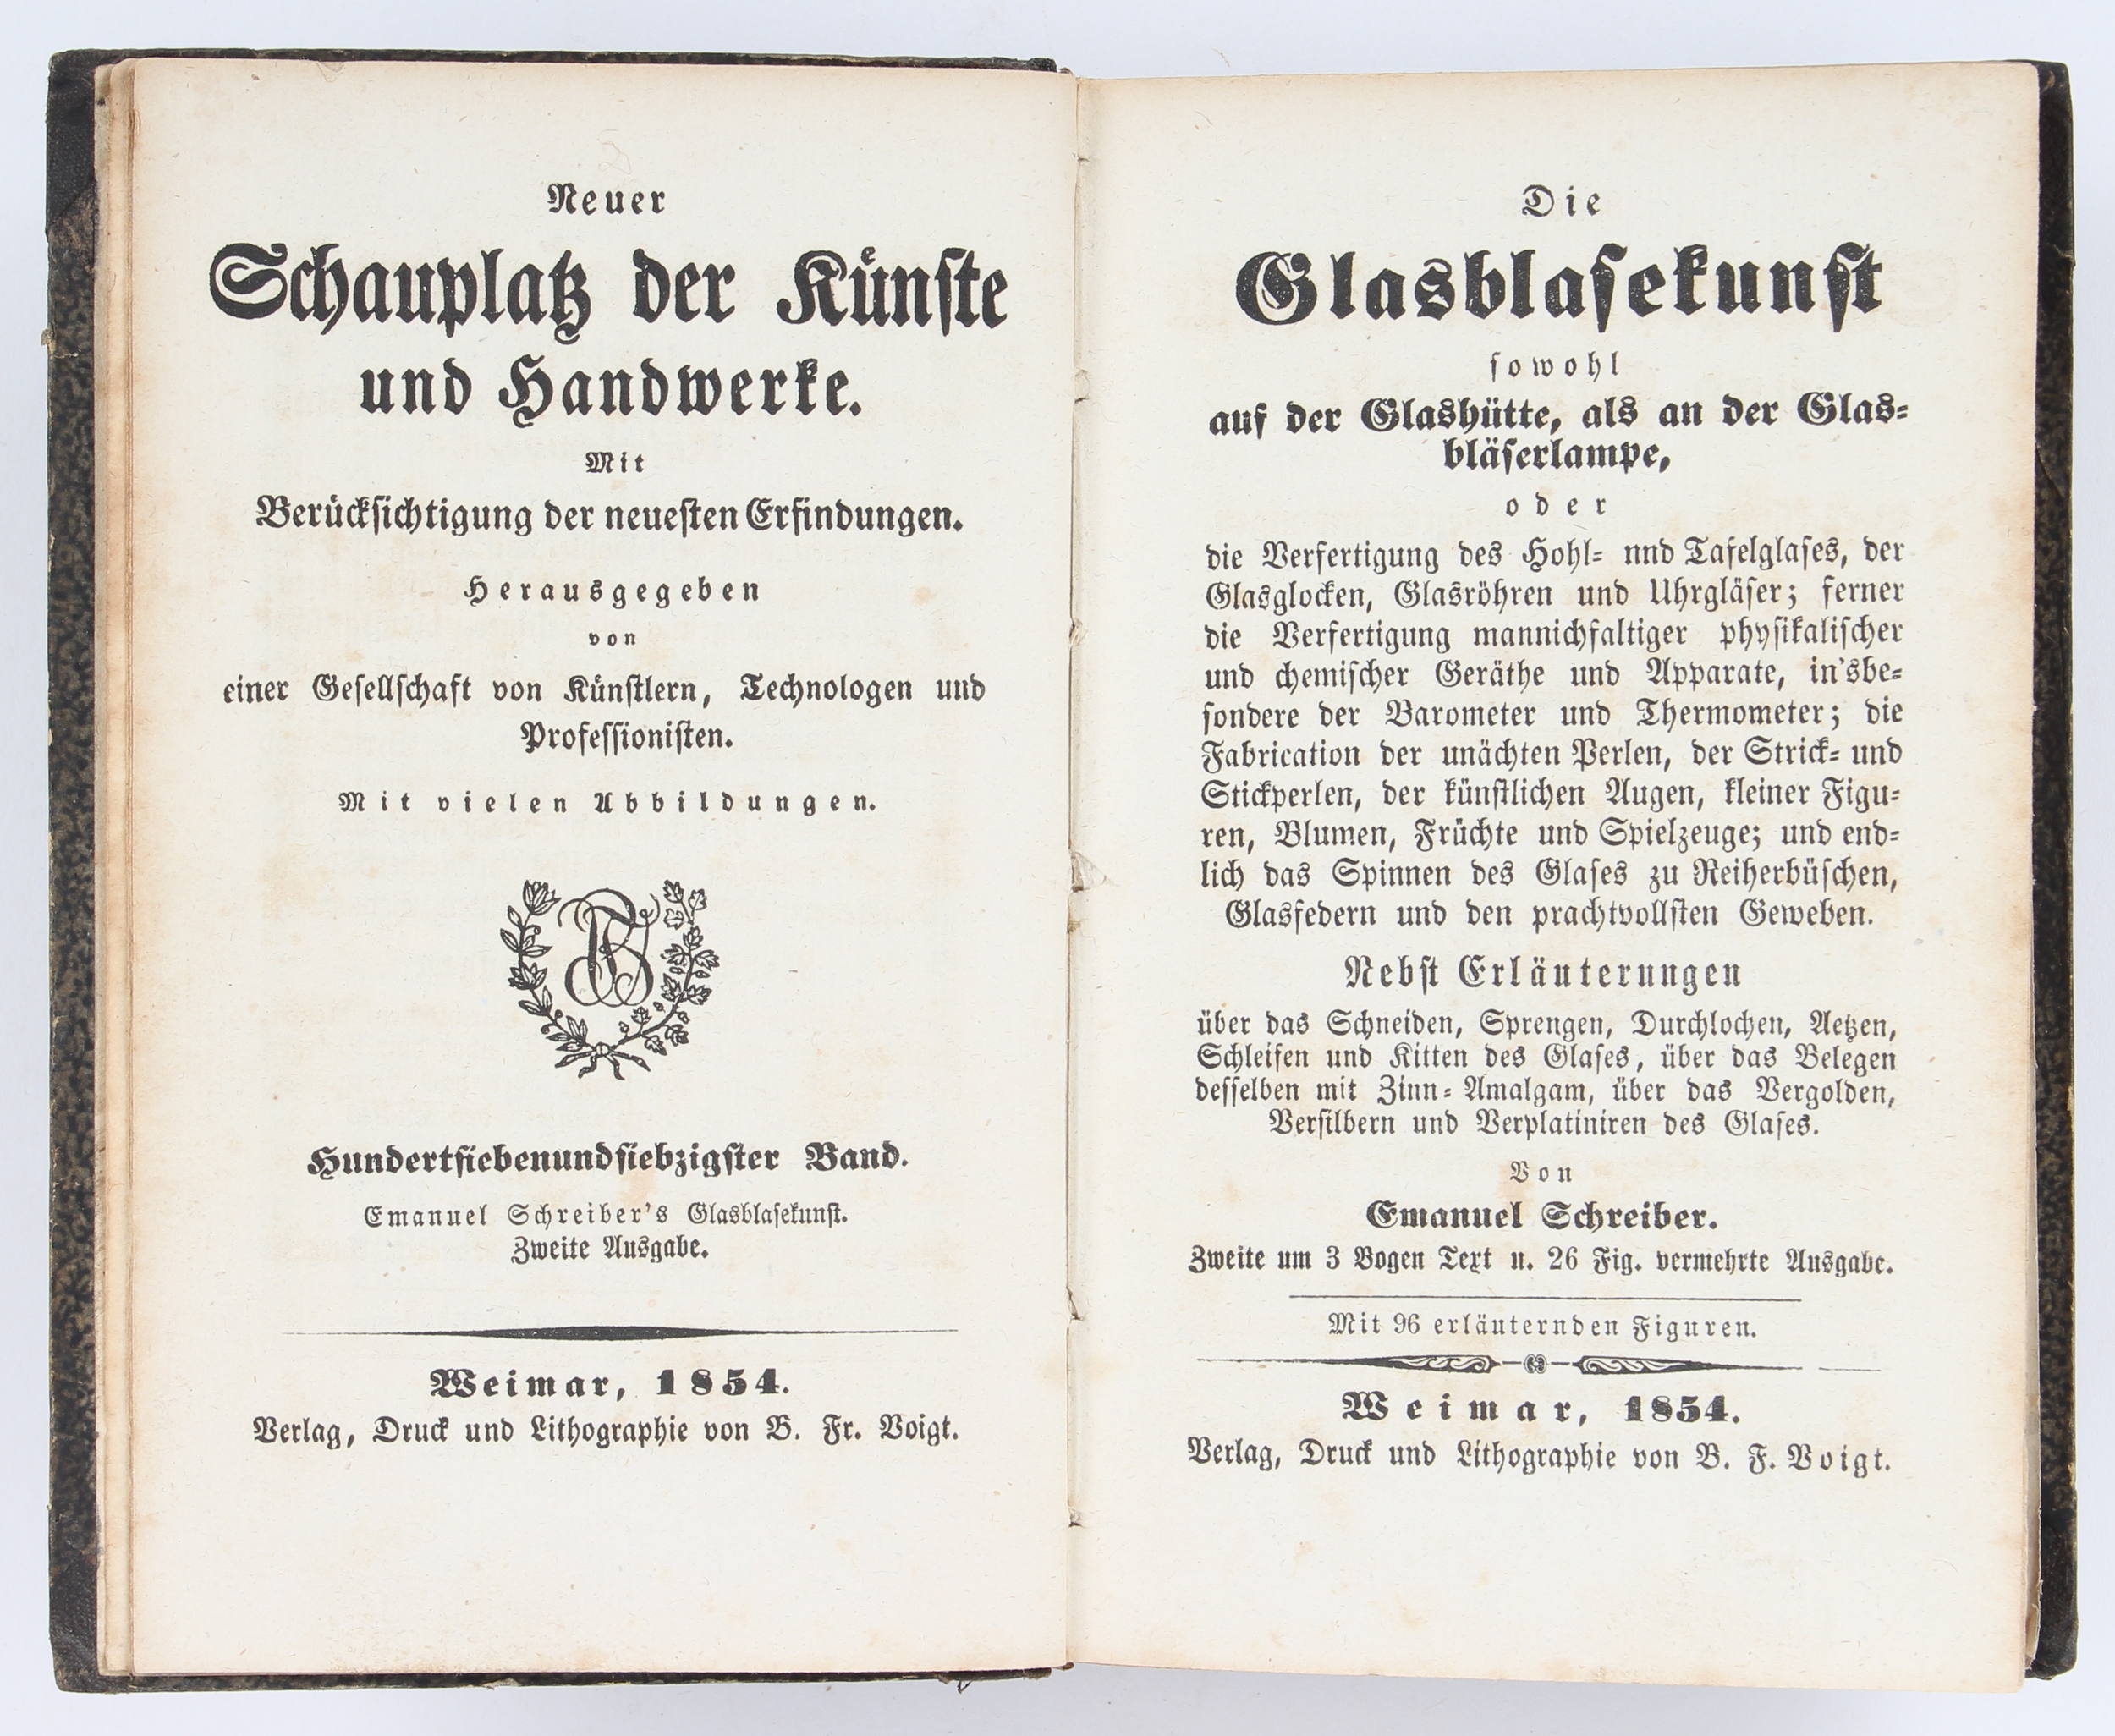 Neuer
Schauplatz der Künste
und Handwerke.
Mit
Berücksichtigung der neuesten Erfindungen.
Herausgegeben
von
einer Gesellschaft von Künstlern, Technologen und
Professionisten.
Mit vielen Abbildungen.
Hundertsiebenundsiebzigster Band.
Emanuel Schreiber's Glasblasekunst.
Zweite Ausgabe.
Weimar, 1854.
Verlag, Druck und Lithographie von B. Fr. Voigt.
Die
Glasblasekunst
sowohl
auf der Glashütte, als an der Glas-
bläserlampe,
oder
die Verfertigung des Hohl- nnd Tafelglases, der
Glasglocken, Glasröhren und Uhrgläser; ferner
die Verfertigung mannichfaltiger physikalischer
und chemischer Geräthe und Apparate, in'sbe-
sondere der Barometer und Thermometer; die
Fabrication der unächten Perlen, der Strick- und
Stickperlen, der künstlichen Augen, kleiner Figu-
ren, Blumen, Früchte und Spielzeuge; und end-
lich das Spinnen des Glases zu Reiherbüschen,
Glasfedern und den prachtvollsten Geweben.
Nebst Erläuterungen
über das Schneiden, Sprengen, Durchlochen, Aetzen,
Schleifen und Kitten des Glases, über das Belegen
desselben mit Zinn-Amalgam, über das Vergolden,
Versilbern und Verplatiniren des Glases.
Von
Emanuel Schreiber.
Zweite um 3 Bogen Text u. 26 Fig. vermehrte Ausgabe.
Mit 96 erläuternden Figuren.
Weimar, 1854.
Verlag, Druck und Lithographie von B. F. Voigt.